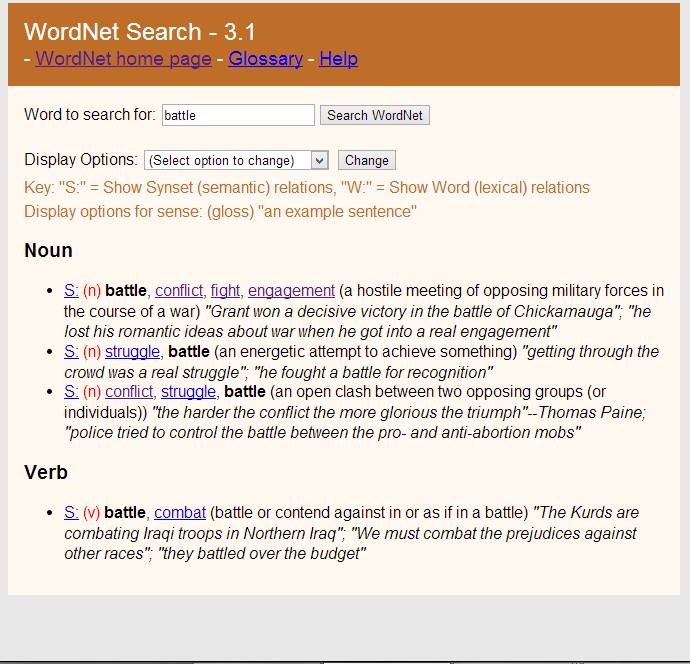 WordNet Search - 3.1
- WordNet home page - Glossary - Help
Word to search for: battle Search WordNet
Display Options: (Select option to change) Change
Key: "S:" = Show Synset (semantic) relations, "W:" = Show Word (lexical) relations
Display options for sense: (gloss) "an example sentence"
Noun
• S: (n) battle, conflict, fight, engagement (a hostile meeting of opposing military forces in
the course of a war) "Grant won a decisive victory in the battle of Chickamauga"; "he
lost his romantic ideas about war when he got into a real engagement"
• S: (n) struggle, battle (an energetic attempt to achieve something) "getting through the
crowd was a real struggle"; "he fought a battle for recognition"
• S: (n) conflict, struggle, battle (an open clash between two opposing groups (or
individuals)) "the harder the conflict the more glorious the triumph"--Thomas Paine;
"police tried to control the battle between the pro- and anti-abortion mobs"
Verb
• S: (v) battle, combat (battle or contend against in or as if in a battle) "The Kurds are
combating Iraqi troops in Northern Iraq"; "We must combat the prejudices against
other races"; "they battled over the budget"